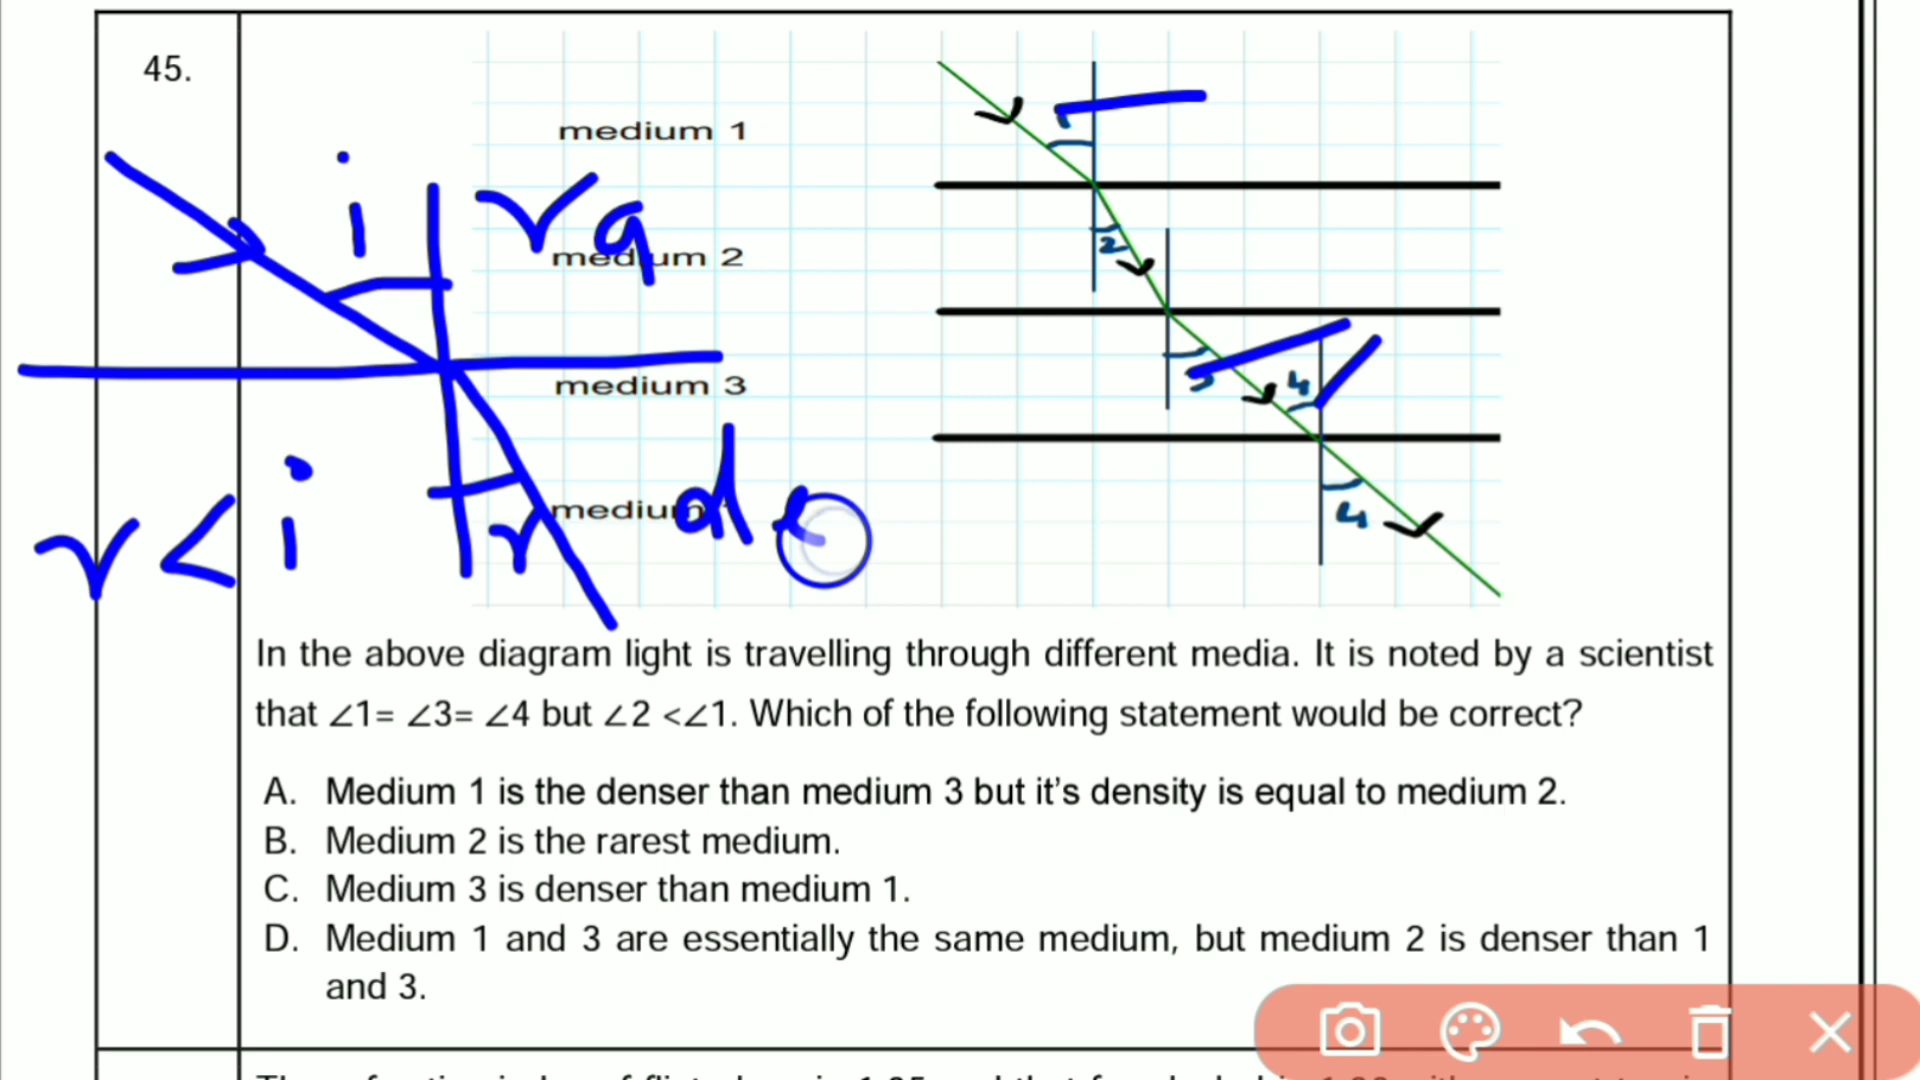 45.
medium 1
medium 2
medium 3
medium
1
2
3
4
4
i
ra
r<i
r
de
In the above diagram light is travelling through different media. It is noted by a scientist
that ∠1= ∠3= ∠4 but ∠2 <∠1. Which of the following statement would be correct?
A. Medium 1 is the denser than medium 3 but it's density is equal to medium 2.
B. Medium 2 is the rarest medium.
C. Medium 3 is denser than medium 1.
D. Medium 1 and 3 are essentially the same medium, but medium 2 is denser than 1
and 3.